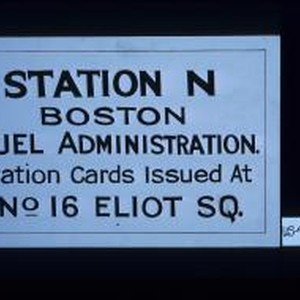 STATION N
BOSTON
UEL ADMINISTRATION.
ation Cards Issued At
No 16 ELIOT SQ.